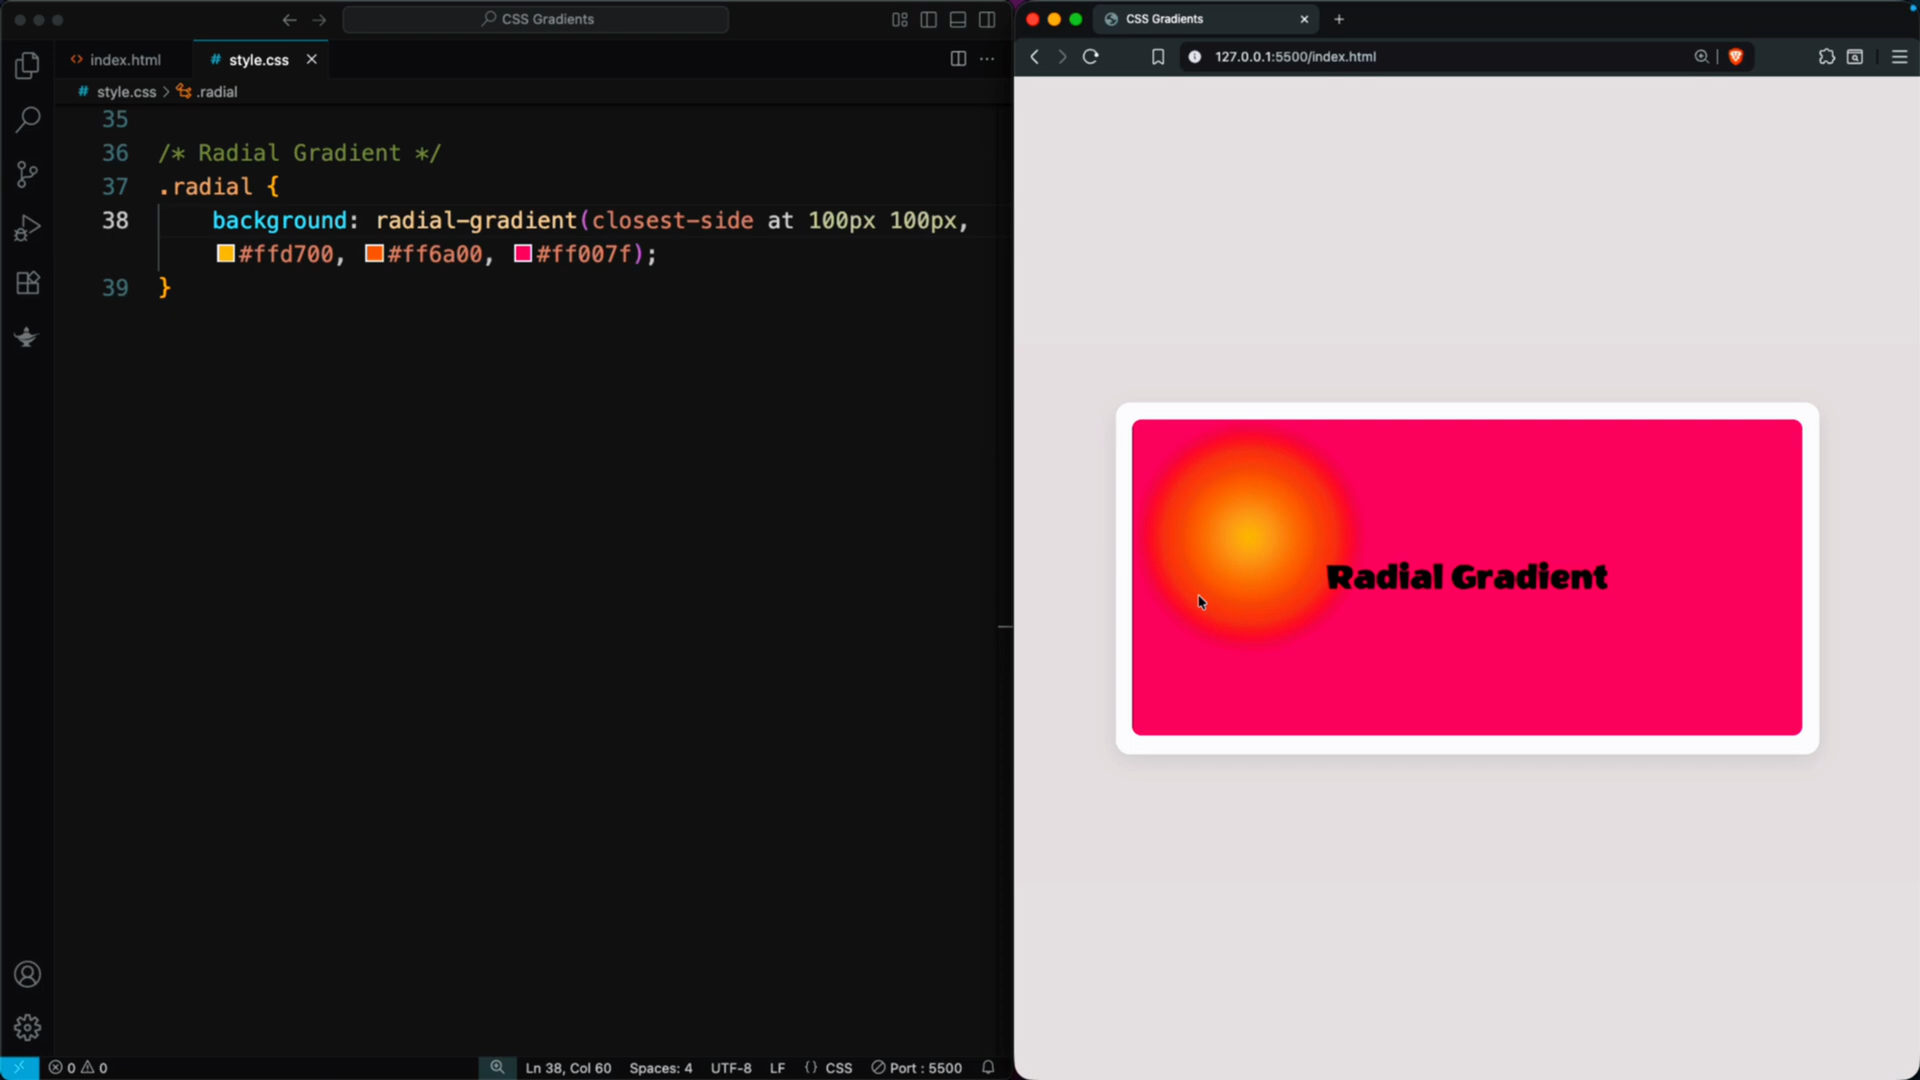 CSS Gradients
index.html
# style.css
# style.css > .radial
35
36 /* Radial Gradient */
37 .radial {
38 background: radial-gradient(closest-side at 100px 100px,
#ffd700, #ff6a00, #ff007f);
39 }
0 0
Ln 38, Col 60 Spaces: 4 UTF-8 LF {} CSS Port : 5500
CSS Gradients
127.0.0.1:5500/index.html
Radial Gradient